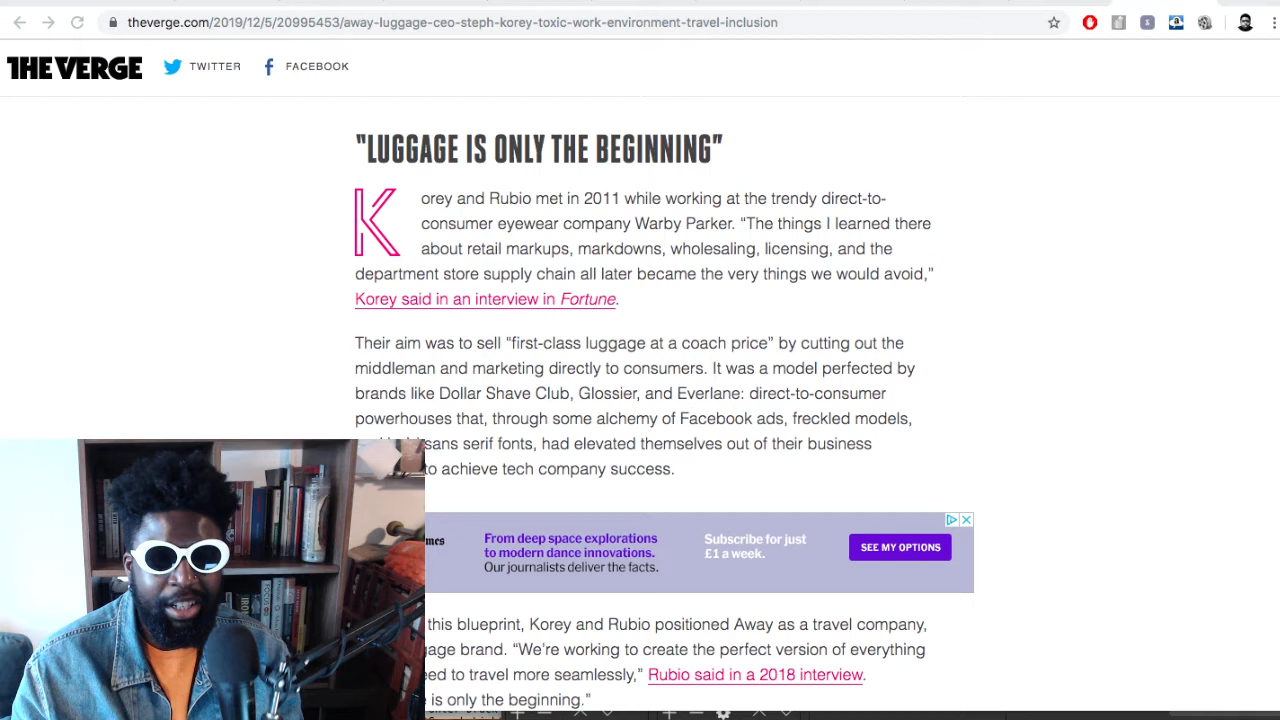 theverge.com/2019/12/5/20995453/away-luggage-ceo-steph-korey-toxic-work-environment-travel-inclusion
THE VERGE TWITTER FACEBOOK
"LUGGAGE IS ONLY THE BEGINNING"
Korey and Rubio met in 2011 while working at the trendy direct-to-
consumer eyewear company Warby Parker. “The things I learned there
about retail markups, markdowns, wholesaling, licensing, and the
department store supply chain all later became the very things we would avoid,”
Korey said in an interview in Fortune.
Their aim was to sell “first-class luggage at a coach price” by cutting out the
middleman and marketing directly to consumers. It was a model perfected by
brands like Dollar Shave Club, Glossier, and Everlane: direct-to-consumer
powerhouses that, through some alchemy of Facebook ads, freckled models,
sans serif fonts, had elevated themselves out of their business
to achieve tech company success.
mes
From deep space explorations
to modern dance innovations.
Our journalists deliver the facts.
Subscribe for just
£1 a week.
SEE MY OPTIONS
this blueprint, Korey and Rubio positioned Away as a travel company,
gage brand. “We’re working to create the perfect version of everything
eed to travel more seamlessly,” Rubio said in a 2018 interview.
is only the beginning.”